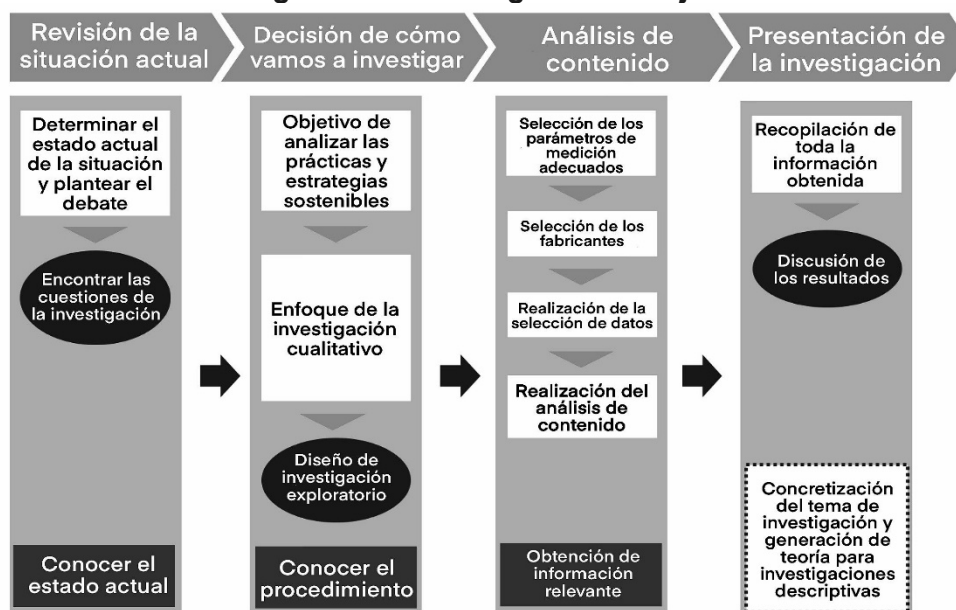 Revisión de la
situación actual
Decisión de cómo
vamos a investigar
Análisis de
contenido
Presentación de
la investigación
Determinar el
estado actual
de la situación
y plantear el
debate
Encontrar las
cuestiones de
la investigación
Conocer el
estado actual
Objetivo de
analizar las
prácticas y
estrategias
sostenibles
Enfoque de la
investigación
cualitativo
Diseño de
investigación
exploratorio
Conocer el
procedimiento
Selección de los
parámetros de
medición
adecuados
Selección de los
fabricantes
Realización de la
selección de datos
Realización del
análisis de
contenido
Obtención de
información
relevante
Recopilación de
toda la
información
obtenida
Discusión de
los resultados
Concretización
del tema de
investigación y
generación de
teoría para
investigaciones
descriptivas